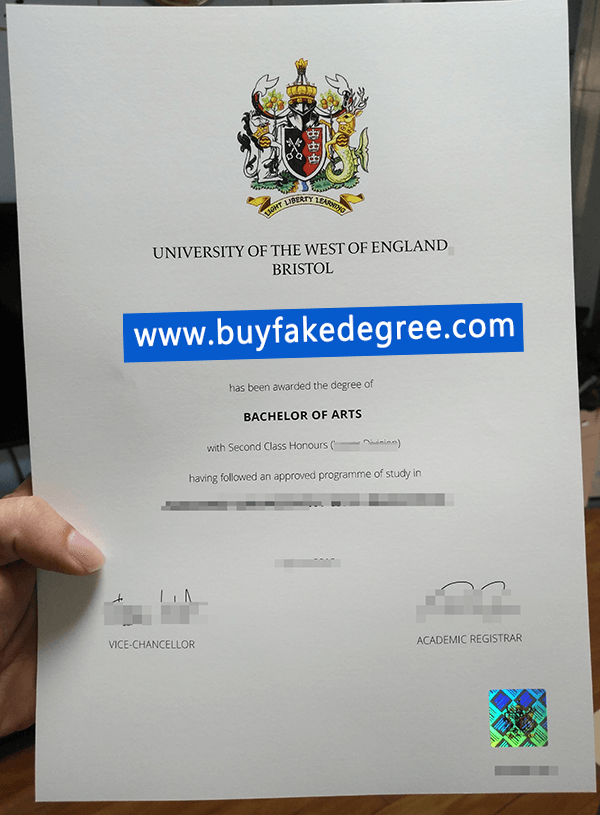 LIGHT LIBERTY LEARNING
UNIVERSITY OF THE WEST OF ENGLAND
BRISTOL
www.buyfakedegree.com
has been awarded the degree of
BACHELOR OF ARTS
with Second Class Honours (
having followed an approved programme of study in
VICE-CHANCELLOR
ACADEMIC REGISTRAR